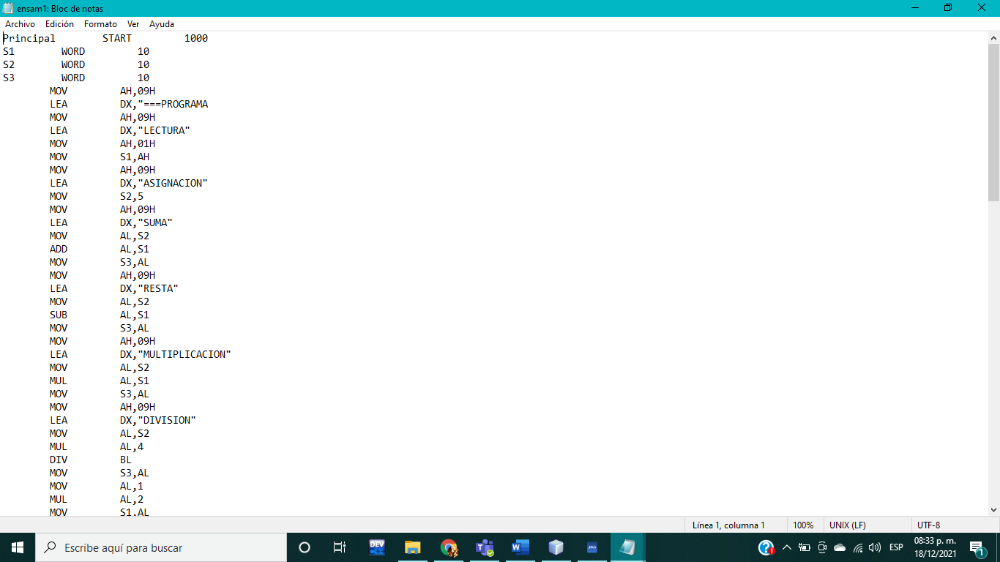 ensam1: Bloc de notas
Archivo Edición Formato Ver Ayuda
Principal START 1000
S1 WORD 10
S2 WORD 10
S3 WORD 10
MOV AH,09H
LEA DX,"===PROGRAMA
MOV AH,09H
LEA DX,"LECTURA"
MOV AH,01H
MOV S1,AH
MOV AH,09H
LEA DX,"ASIGNACION"
MOV S2,5
MOV AH,09H
LEA DX,"SUMA"
MOV AL,S2
ADD AL,S1
MOV S3,AL
MOV AH,09H
LEA DX,"RESTA"
MOV AL,S2
SUB AL,S1
MOV S3,AL
MOV AH,09H
LEA DX,"MULTIPLICACION"
MOV AL,S2
MUL AL,S1
MOV S3,AL
MOV AH,09H
LEA DX,"DIVISION"
MOV AL,S2
MUL AL,4
DIV BL
MOV S3,AL
MOV AL,1
MUL AL,2
MOV S1,AL
Línea 1, columna 1 100% UNIX (LF) UTF-8
Escribe aquí para buscar DEV ESP 08:33 p. m.
18/12/2021 1